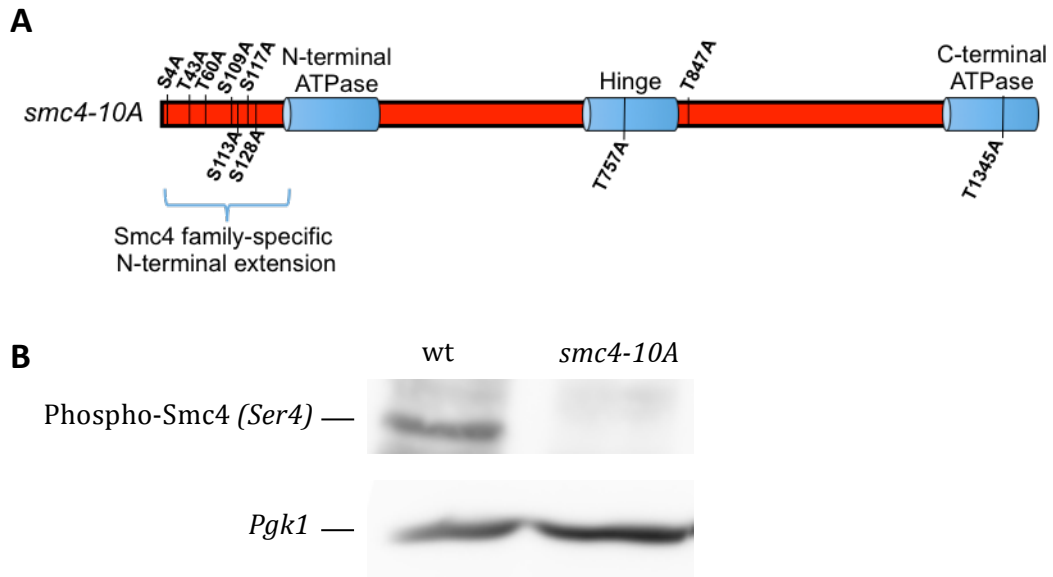 A
S4A
T43A
T60A
S109A
S117A
N-terminal
ATPase
Hinge
T847A
C-terminal
ATPase
smc4-10A
S113A
S128A
T757A
T1345A
Smc4 family-specific
N-terminal extension
B
wt
smc4-10A
Phospho-Smc4 (Ser4)
Pgk1